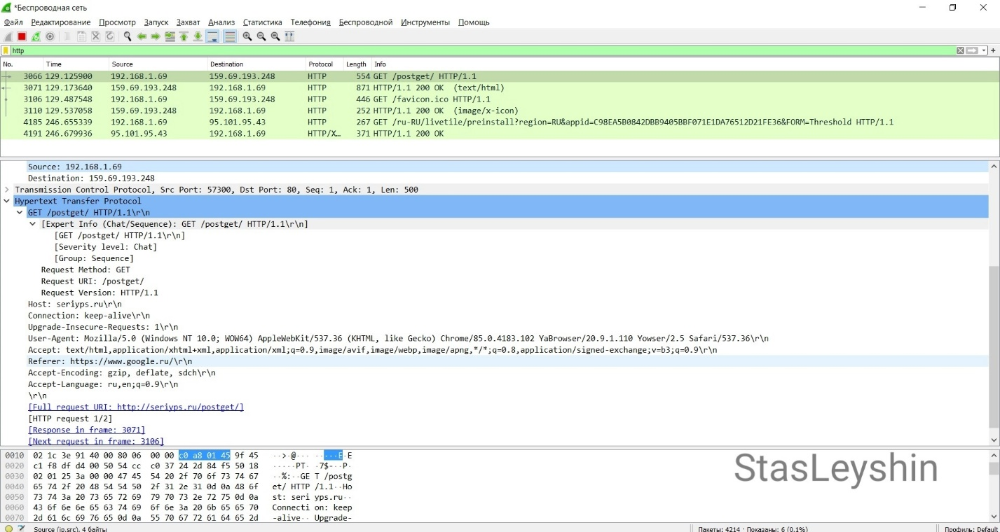 *Беспроводная сеть
Файл Редактирование Просмотр Запуск Захват Анализ Статистика Телефония Беспроводной Инструменты Помощь
http
No. Time Source Destination Protocol Length Info
3066 129.125900 192.168.1.69 159.69.193.248 HTTP 554 GET /postget/ HTTP/1.1
3071 129.173640 159.69.193.248 192.168.1.69 HTTP 871 HTTP/1.1 200 OK (text/html)
3106 129.487548 192.168.1.69 159.69.193.248 HTTP 446 GET /favicon.ico HTTP/1.1
3110 129.537058 159.69.193.248 192.168.1.69 HTTP 252 HTTP/1.1 200 OK (image/x-icon)
4185 246.655339 192.168.1.69 95.101.95.43 HTTP 267 GET /ru-RU/livetile/preinstall?region=RU&appid=C98EA5B0842DBB9405BBF071E1DA76512D21FE36&FORM=Threshold HTTP/1.1
4191 246.679936 95.101.95.43 192.168.1.69 HTTP/X… 371 HTTP/1.1 200 OK
Source: 192.168.1.69
Destination: 159.69.193.248
Transmission Control Protocol, Src Port: 57300, Dst Port: 80, Seq: 1, Ack: 1, Len: 500
Hypertext Transfer Protocol
GET /postget/ HTTP/1.1\r\n
[Expert Info (Chat/Sequence): GET /postget/ HTTP/1.1\r\n]
[GET /postget/ HTTP/1.1\r\n]
[Severity level: Chat]
[Group: Sequence]
Request Method: GET
Request URI: /postget/
Request Version: HTTP/1.1
Host: seriyps.ru\r\n
Connection: keep-alive\r\n
Upgrade-Insecure-Requests: 1\r\n
User-Agent: Mozilla/5.0 (Windows NT 10.0; WOW64) AppleWebKit/537.36 (KHTML, like Gecko) Chrome/85.0.4183.102 YaBrowser/20.9.1.110 Yowser/2.5 Safari/537.36\r\n
Accept: text/html,application/xhtml+xml,application/xml;q=0.9,image/avif,image/webp,image/apng,*/*;q=0.8,application/signed-exchange;v=b3;q=0.9\r\n
Referer: https://www.google.ru/\r\n
Accept-Encoding: gzip, deflate, sdch\r\n
Accept-Language: ru,en;q=0.9\r\n
\r\n
[Full request URI: http://seriyps.ru/postget/]
[HTTP request 1/2]
[Response in frame: 3071]
[Next request in frame: 3106]
0010 02 1c 3e 91 40 00 80 06 00 00 c0 a8 01 45 9f 45 ··>·@··· ·····E·E
0020 c1 f8 df d4 00 50 54 cc c0 37 24 2d 84 f5 50 18 ·····PT· ·7$-··P·
0030 02 01 25 3a 00 00 47 45 54 20 2f 70 6f 73 74 67 ··%:··GE T /postg
0040 65 74 2f 20 48 54 54 50 2f 31 2e 31 0d 0a 48 6f et/ HTTP /1.1··Ho
0050 73 74 3a 20 73 65 72 69 79 70 73 2e 72 75 0d 0a st: seri yps.ru··
0060 43 6f 6e 6e 65 63 74 69 6f 6e 3a 20 6b 65 65 70 Connecti on: keep
0070 2d 61 6c 69 76 65 0d 0a 55 70 67 72 61 64 65 2d -alive·· Upgrade-
StasLeyshin
Source (ip.src), 4 байты Пакеты: 4214 · Показаны: 6 (0.1%) Профиль: Default